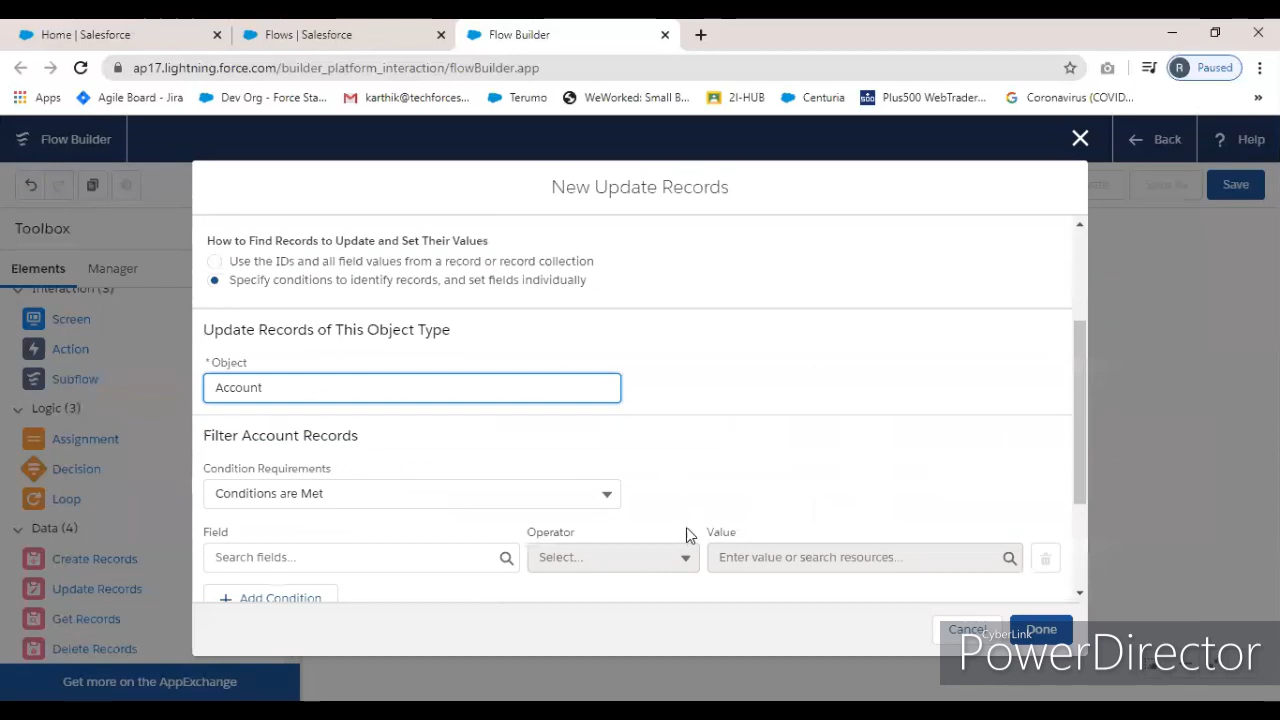 Home | Salesforce
Flows | Salesforce
Flow Builder
ap17.lightning.force.com/builder_platform_interaction/flowBuilder.app
R Paused
Apps
Agile Board - Jira
Dev Org - Force Sta...
karthik@techforces...
Terumo
WeWorked: Small B...
2I-HUB
Centuria
500 Plus500 WebTrader...
Coronavirus (COVID...
Flow Builder
Back
? Help
New Update Records
Save As
Save
Toolbox
Elements
Manager
Interaction (3)
Screen
Action
Subflow
Logic (3)
Assignment
Decision
Loop
Data (4)
Create Records
Update Records
Get Records
Delete Records
Get more on the AppExchange
How to Find Records to Update and Set Their Values
Use the IDs and all field values from a record or record collection
Specify conditions to identify records, and set fields individually
Update Records of This Object Type
* Object
Account
Filter Account Records
Condition Requirements
Conditions are Met
Field
Operator
Value
Search fields...
Select...
Enter value or search resources...
+ Add Condition
Cancel
Done
CyberLink
PowerDirector